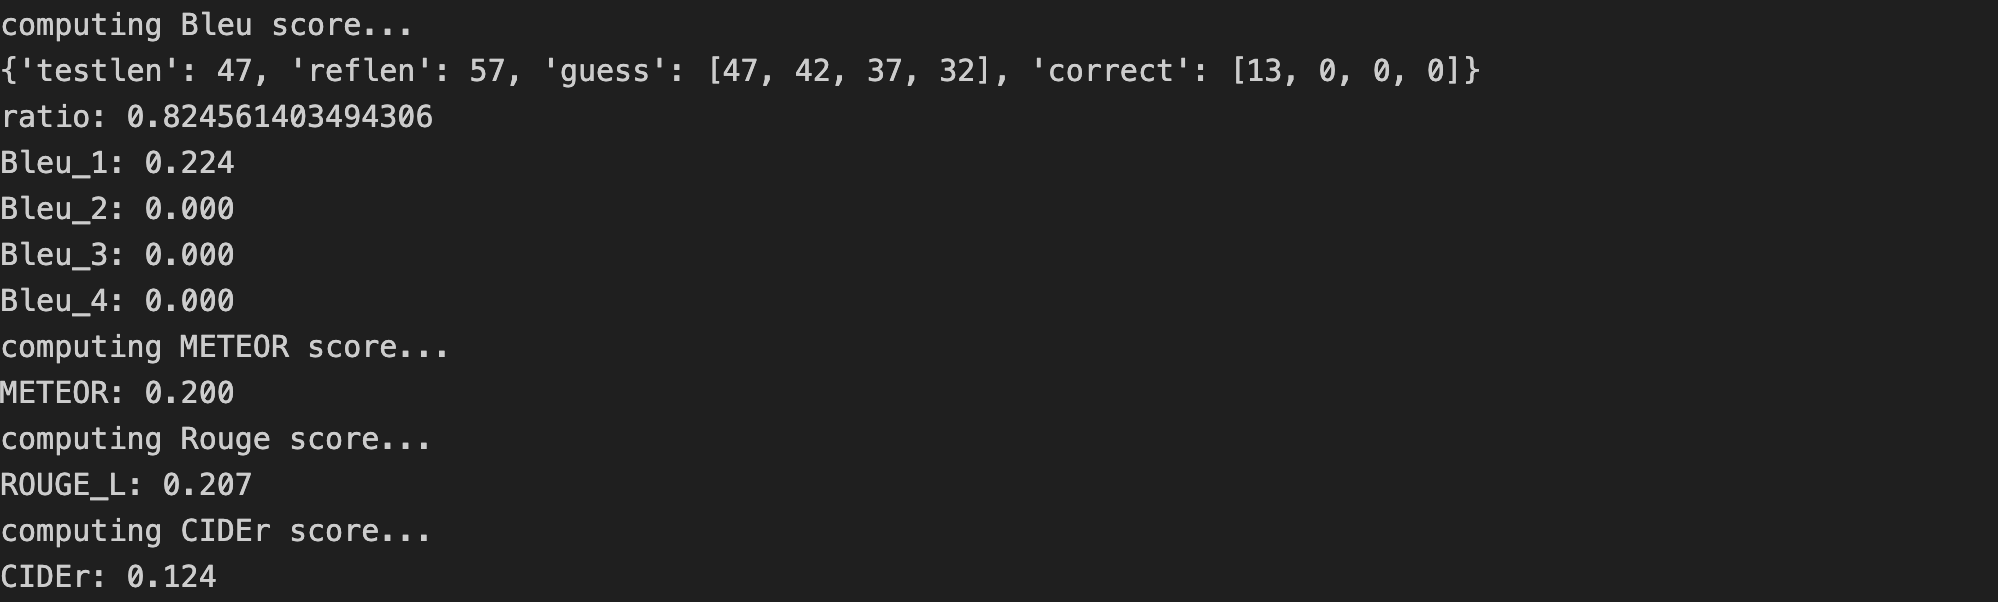 computing Bleu score...
{'testlen': 47, 'reflen': 57, 'guess': [47, 42, 37, 32], 'correct': [13, 0, 0, 0]}
ratio: 0.824561403494306
Bleu_1: 0.224
Bleu_2: 0.000
Bleu_3: 0.000
Bleu_4: 0.000
computing METEOR score...
METEOR: 0.200
computing Rouge score...
ROUGE_L: 0.207
computing CIDEr score...
CIDEr: 0.124